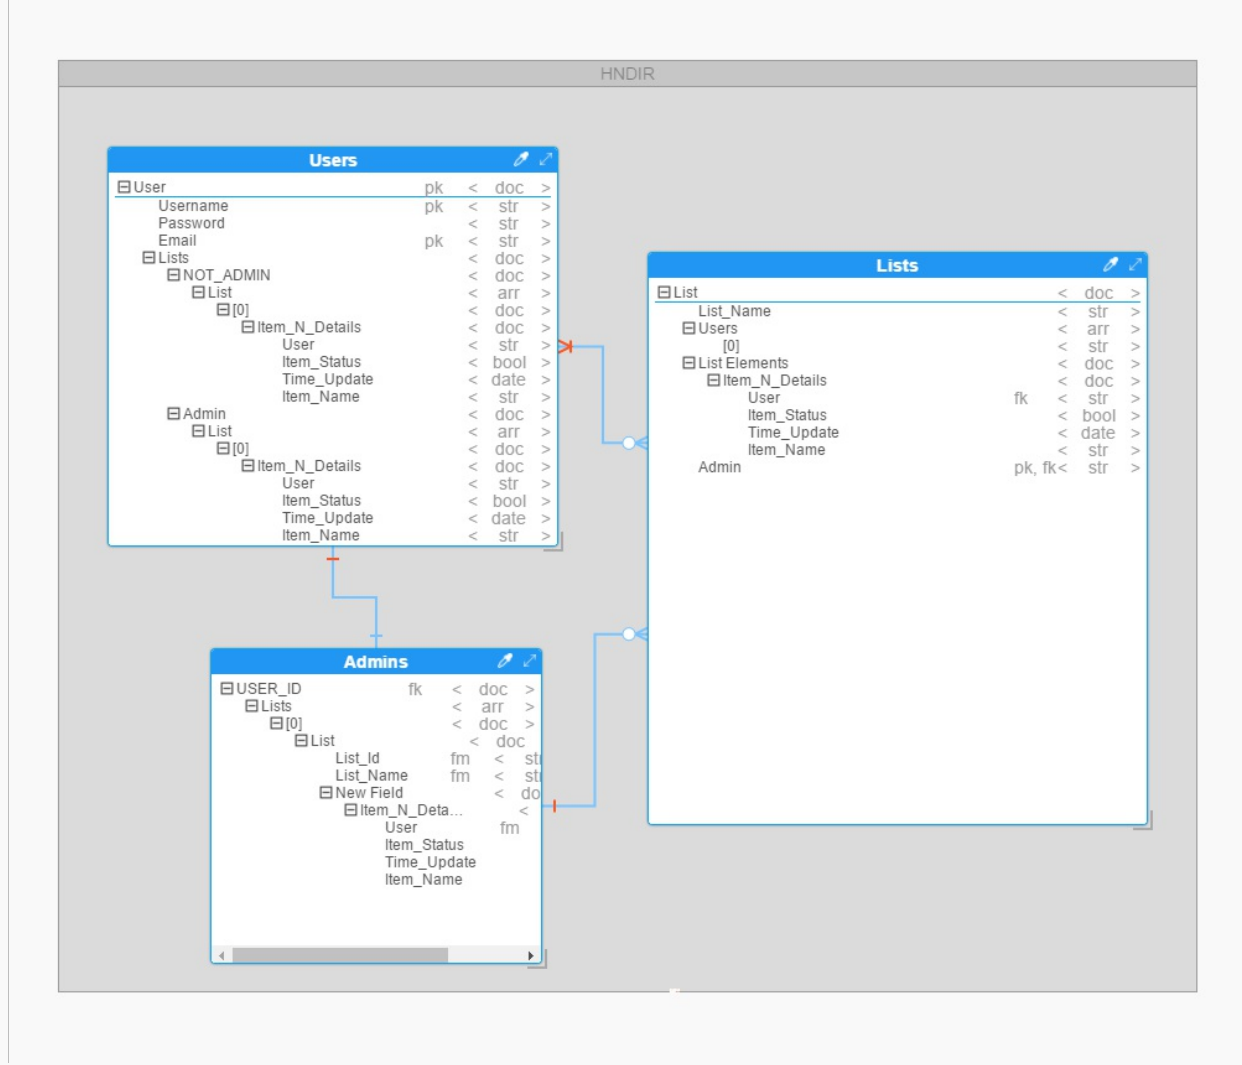 HNDIR
Users
User pk < doc >
Username pk < str >
Password < str >
Email pk < str >
Lists < doc >
NOT_ADMIN < doc >
List < arr >
[0] < doc >
Item_N_Details < doc >
User < str >
Item_Status < bool >
Time_Update < date >
Item_Name < str >
Admin < doc >
List < arr >
[0] < doc >
Item_N_Details < doc >
User < str >
Item_Status < bool >
Time_Update < date >
Item_Name < str >
Lists
List < doc >
List_Name < str >
Users < arr >
[0] < str >
List Elements < doc >
Item_N_Details < doc >
User fk < str >
Item_Status < bool >
Time_Update < date >
Item_Name < str >
Admin pk, fk < str >
Admins
USER_ID fk < doc >
Lists < arr >
[0] < doc >
List < doc
List_Id fm < str
List_Name fm < str
New Field < do
Item_N_Deta... <
User fm
Item_Status
Time_Update
Item_Name